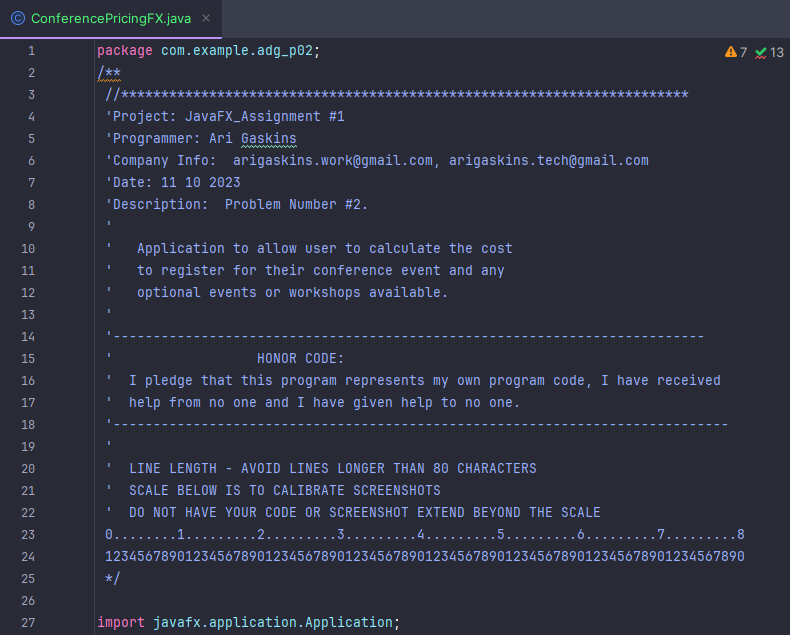 ConferencePricingFX.java ×
7 13
1 package com.example.adg_p02;
2 /**
3 //***********************************************************************
4 'Project: JavaFX_Assignment #1
5 'Programmer: Ari Gaskins
6 'Company Info:  arigaskins.work@gmail.com, arigaskins.tech@gmail.com
7 'Date: 11 10 2023
8 'Description:  Problem Number #2.
9 '
10 '   Application to allow user to calculate the cost
11 '   to register for their conference event and any
12 '   optional events or workshops available.
13 '
14 '--------------------------------------------------------------------------
15 '                  HONOR CODE:
16 '  I pledge that this program represents my own program code, I have received
17 '  help from no one and I have given help to no one.
18 '-----------------------------------------------------------------------------
19 '
20 '  LINE LENGTH - AVOID LINES LONGER THAN 80 CHARACTERS
21 '  SCALE BELOW IS TO CALIBRATE SCREENSHOTS
22 '  DO NOT HAVE YOUR CODE OR SCREENSHOT EXTEND BEYOND THE SCALE
23 0........1.........2.........3.........4.........5.........6.........7.........8
24 12345678901234567890123456789012345678901234567890123456789012345678901234567890
25 */
26
27 import javafx.application.Application;